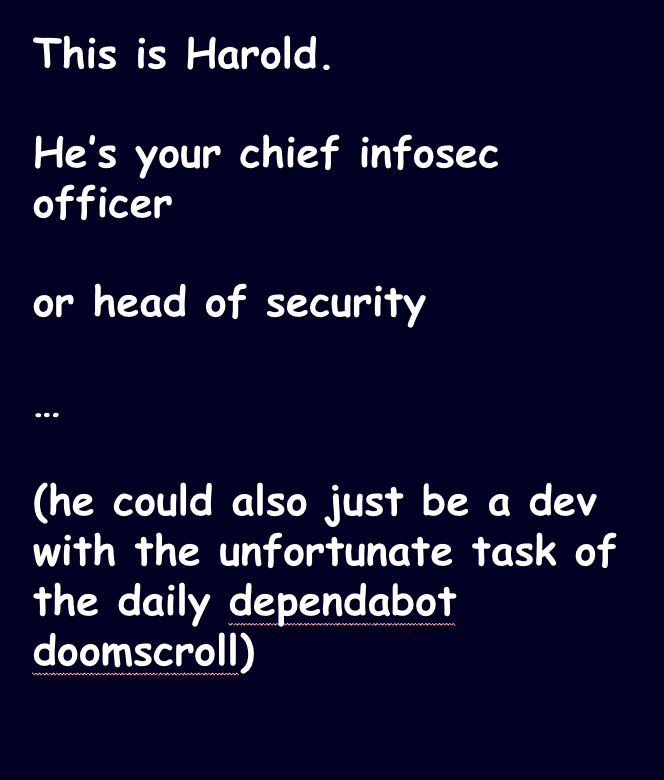 This is Harold.
He's your chief infosec
officer
or head of security
…
(he could also just be a dev
with the unfortunate task of
the daily dependabot
doomscroll)